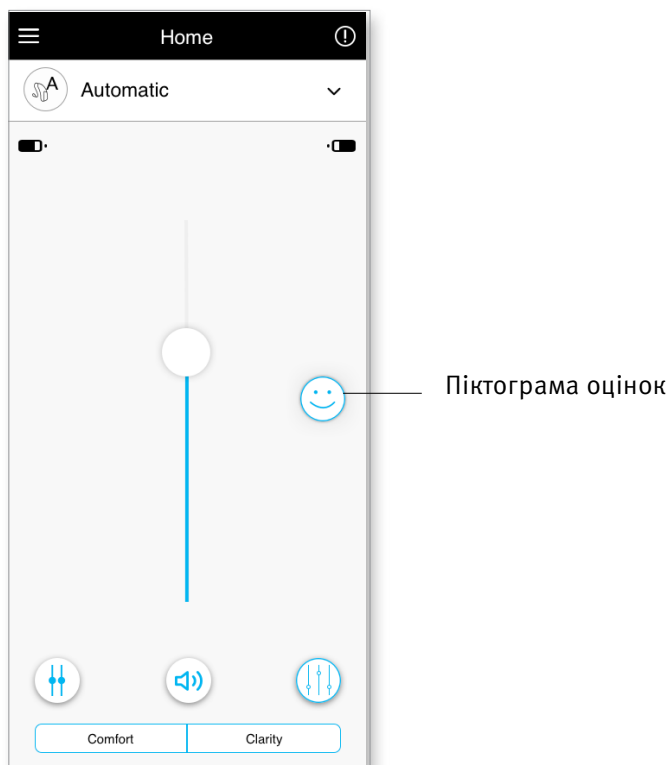 Home
A
Automatic
Піктограма оцінок
Comfort
Clarity